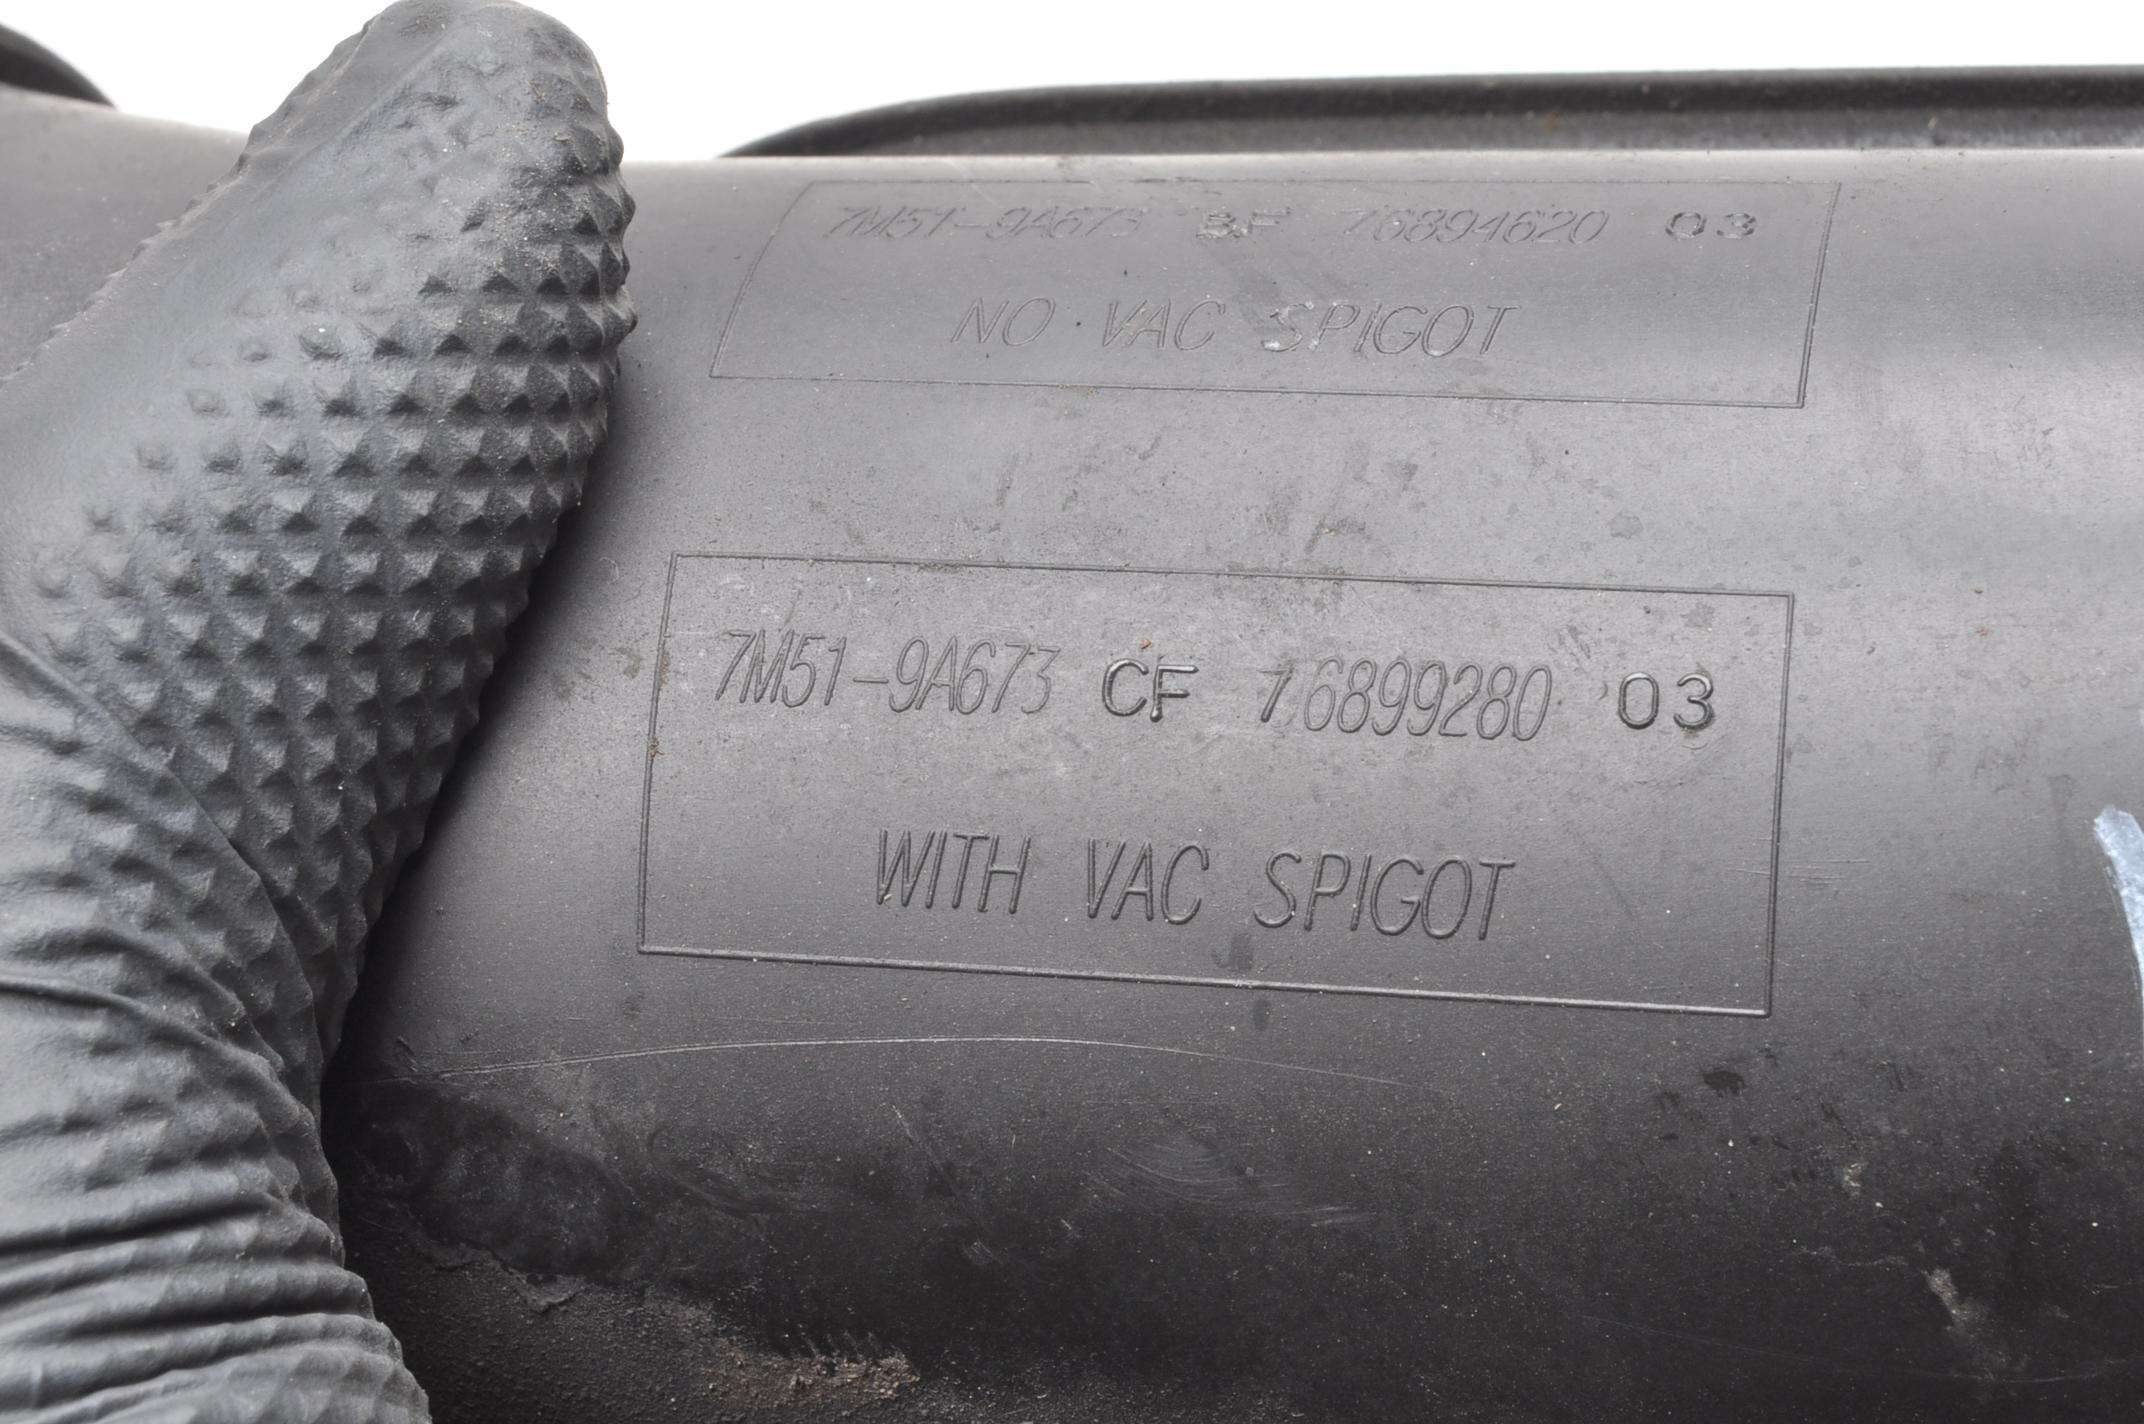 7M51-9A673 BF 76894620 03
NO VAC SPIGOT
7M51-9A673 CF 76899280 03
WITH VAC SPIGOT